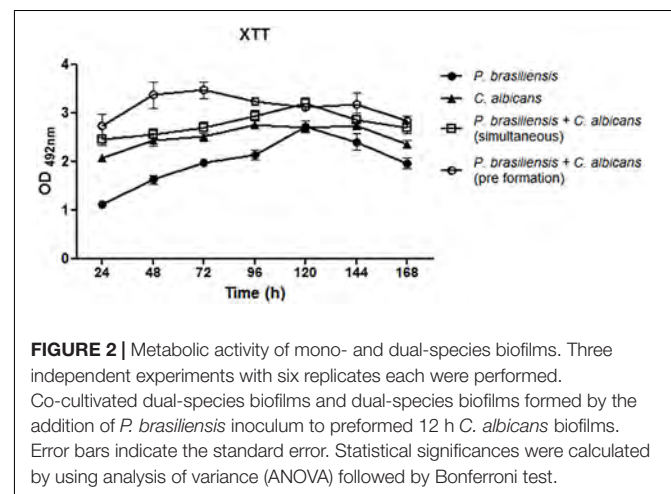 XTT
4
3
2
1
0
OD 492nm
24 48 72 96 120 144 168
Time (h)
P. brasiliensis
C. albicans
P. brasiliensis + C. albicans
(simultaneous)
P. brasiliensis + C. albicans
(pre formation)
FIGURE 2 | Metabolic activity of mono- and dual-species biofilms. Three
independent experiments with six replicates each were performed.
Co-cultivated dual-species biofilms and dual-species biofilms formed by the
addition of P. brasiliensis inoculum to preformed 12 h C. albicans biofilms.
Error bars indicate the standard error. Statistical significances were calculated
by using analysis of variance (ANOVA) followed by Bonferroni test.